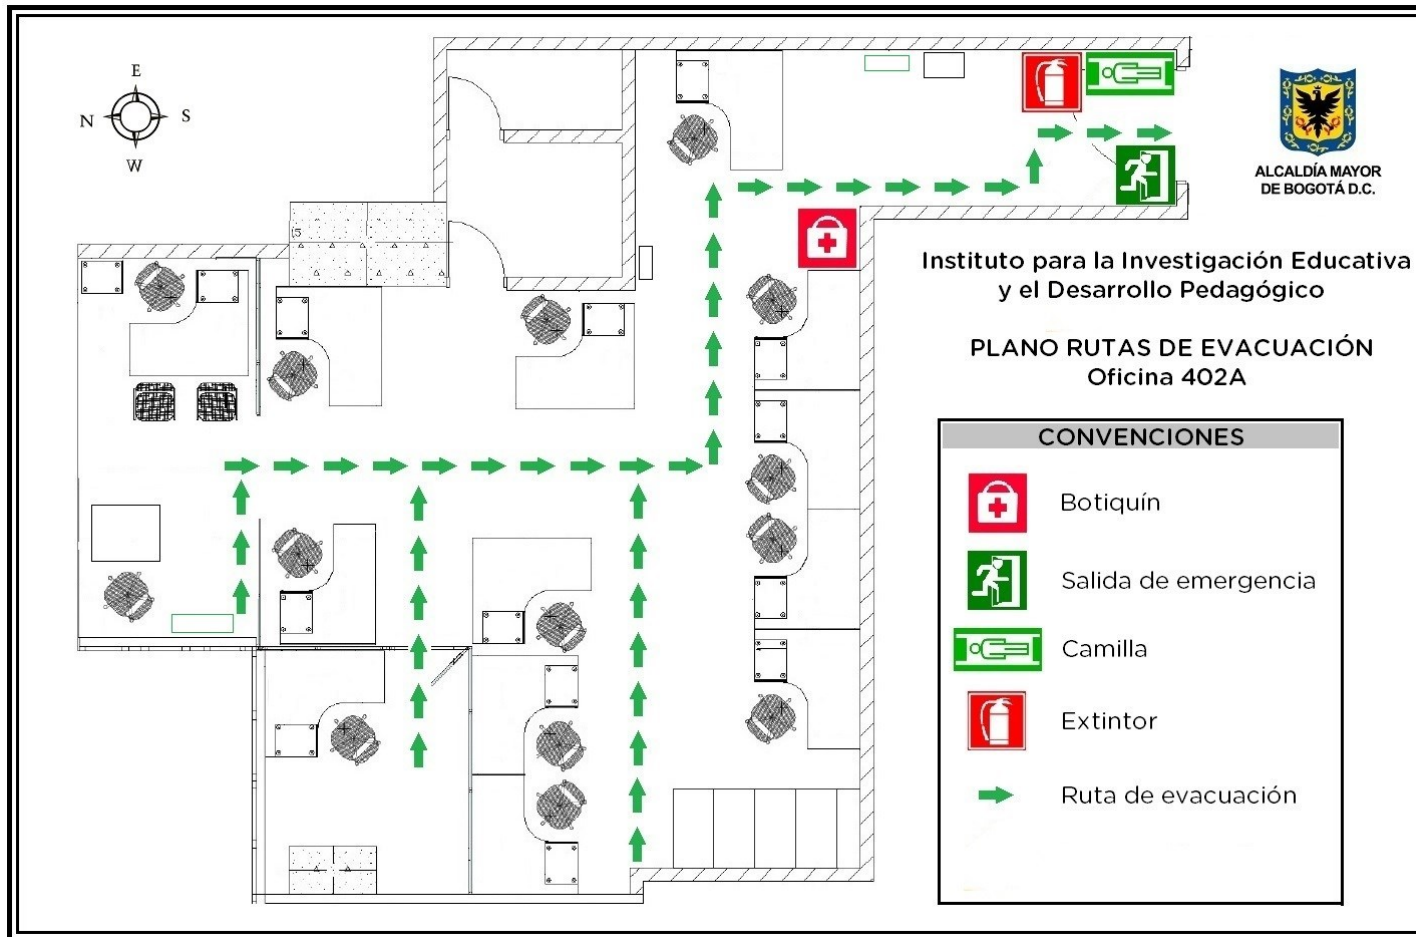 E
N
S
W
ALCALDÍA MAYOR
DE BOGOTÁ D.C.
Instituto para la Investigación Educativa
y el Desarrollo Pedagógico
PLANO RUTAS DE EVACUACIÓN
Oficina 402A
CONVENCIONES
Botiquín
Salida de emergencia
Camilla
Extintor
Ruta de evacuación